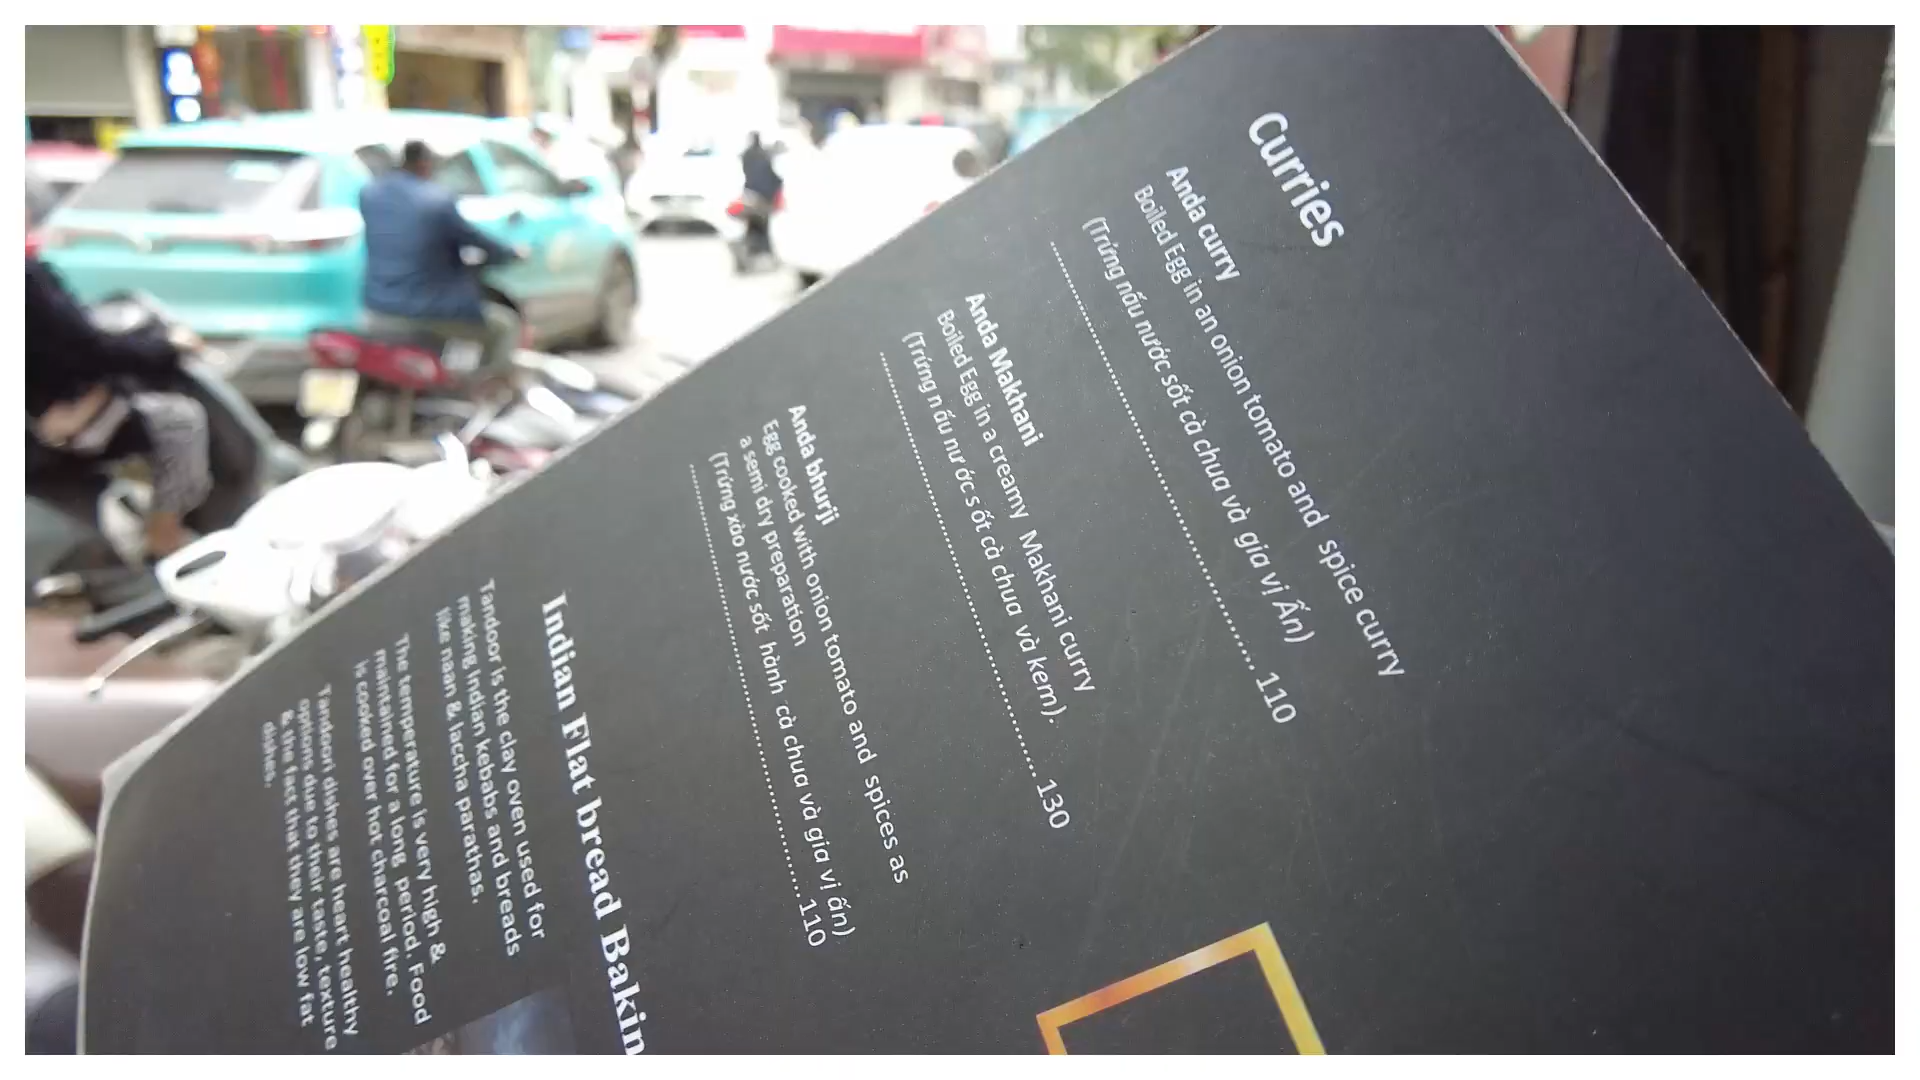 Curries
Anda curry
Boiled Egg in an onion tomato and spice curry
(Trứng nấu nước sốt cà chua và gia vị Ấn)
........................................................ 110
Anda Makhani
Boiled Egg in a creamy Makhani curry
(Trứng n ấu nư ớc s ốt cà chua và kem).
........................................................ 130
Anda bhurji
Egg cooked with onion tomato and spices as
a semi dry preparation
(Trứng xào nước sốt hành cà chua và gia vị ấn)
........................................................110
Indian Flat bread Bakin
Tandoor is the clay oven used for
making Indian kebabs and breads
like naan & laccha parathas.
The temperature is very high &
maintained for a long period. Food
is cooked over hot charcoal fire.
Tandoori dishes are heart healthy
options due to their taste, texture
& the fact that they are low fat
dishes.